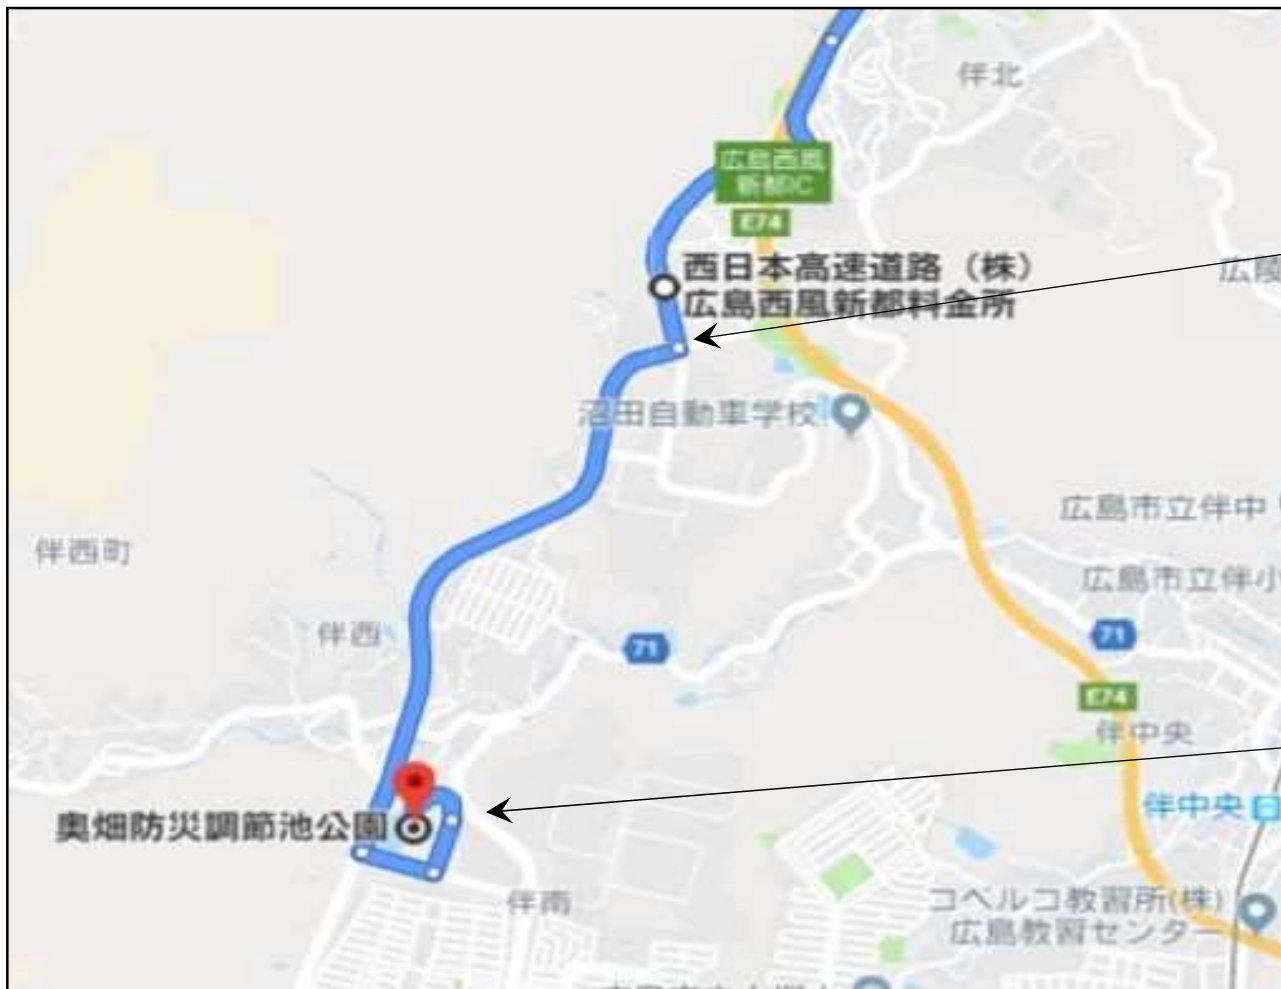 伴北
広島西風
新都IC
E74
西日本高速道路（株）
広島西風新都料金所
広陵
沼田自動車学校
広島市立伴中
伴西町
広島市立伴小
伴西
71
71
E74
伴中央
伴中央
奥畑防災調節池公園
伴南
コベルコ教習所(株)
広島教習センター